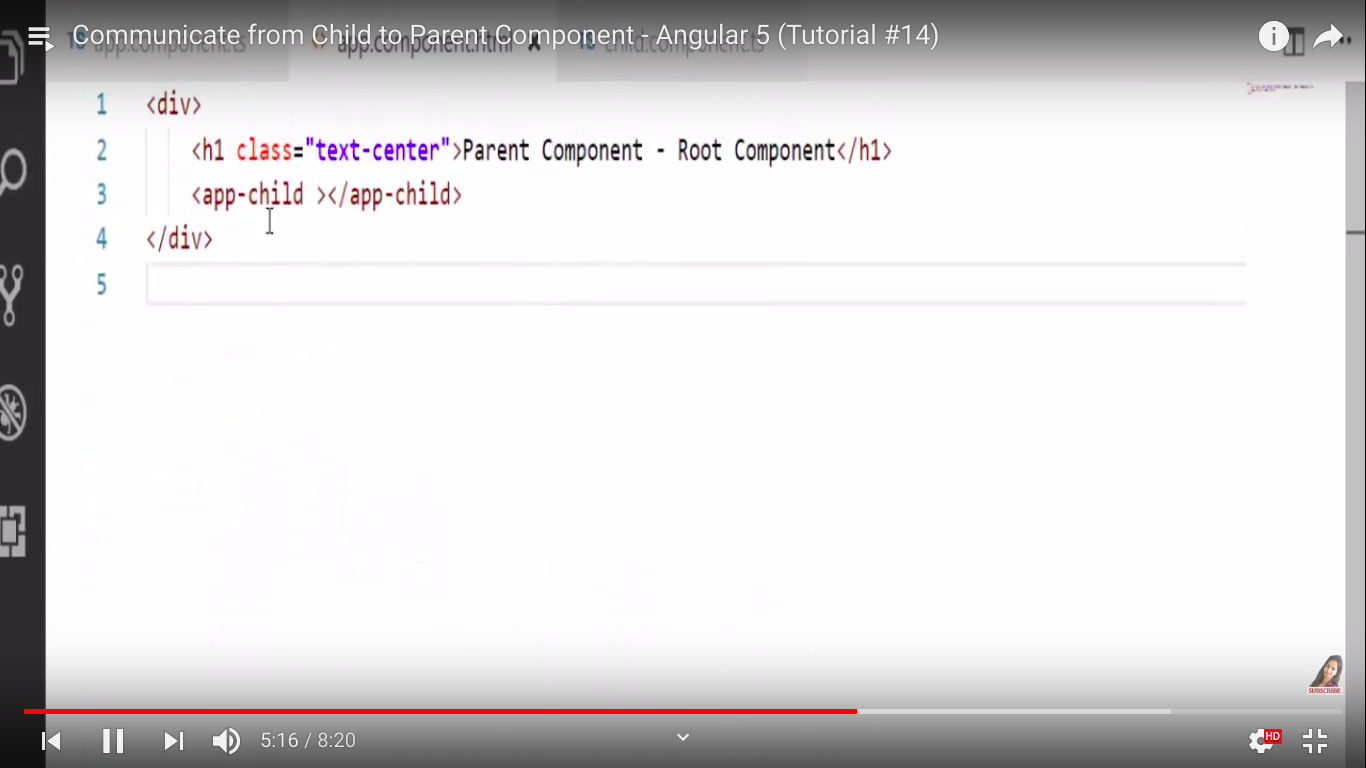 Communicate from Child to Parent Component - Angular 5 (Tutorial #14)
TS app.component.ts app.component.html child.component.ts
1 <div>
2 <h1 class="text-center">Parent Component - Root Component</h1>
3 <app-child ></app-child>
4 </div>
5
SUBSCRIBE
5:16 / 8:20
HD